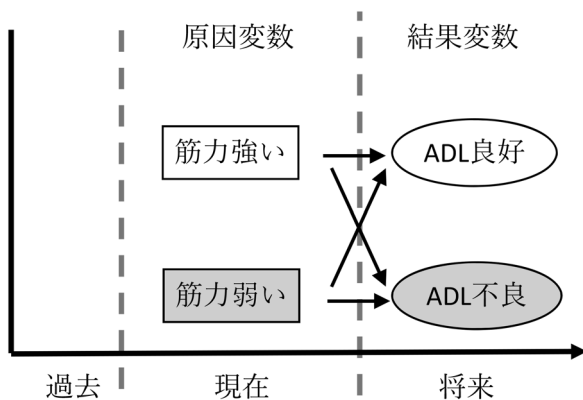 原因変数
結果変数
筋力強い
ADL良好
筋力弱い
ADL不良
過去
現在
将来